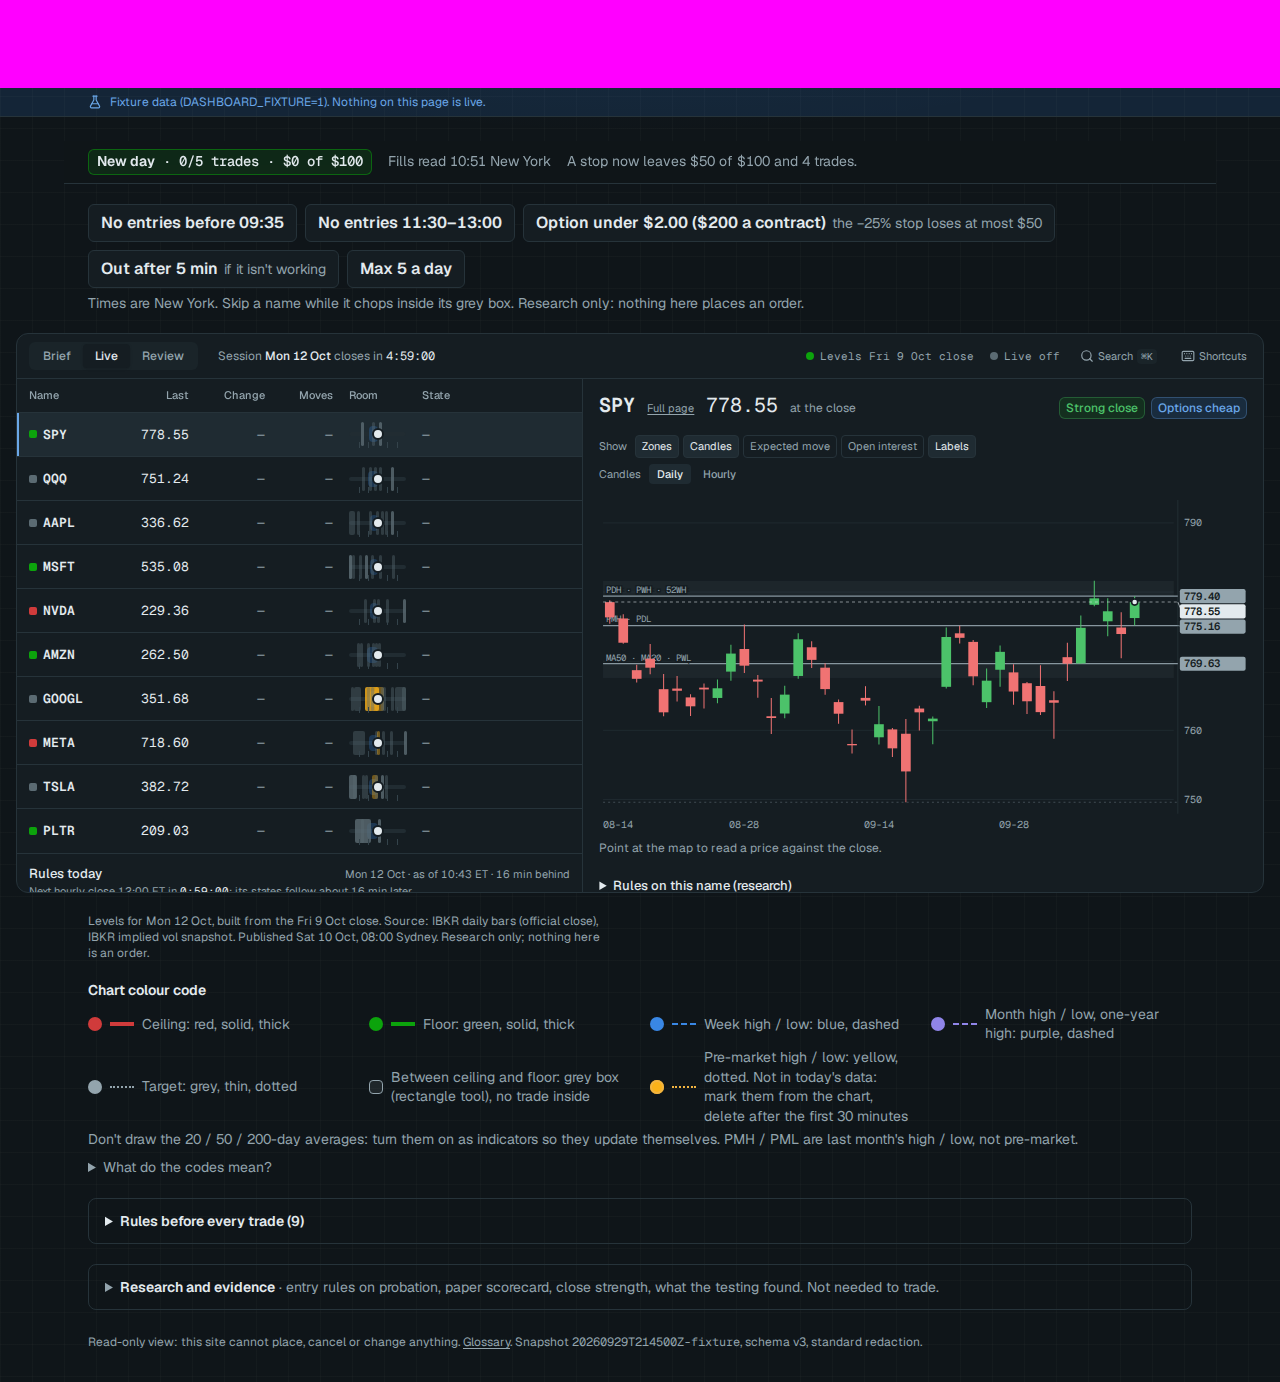 Fixture data (DASHBOARD_FIXTURE=1). Nothing on this page is live.
New day · 0/5 trades · $0 of $100 Fills read 10:51 New York A stop now leaves $50 of $100 and 4 trades.
No entries before 09:35 No entries 11:30–13:00 Option under $2.00 ($200 a contract) the −25% stop loses at most $50
Out after 5 min if it isn't working Max 5 a day
Times are New York. Skip a name while it chops inside its grey box. Research only: nothing here places an order.
Brief Live Review Session Mon 12 Oct closes in 4:59:00 Levels Fri 9 Oct close Live off Search ⌘K Shortcuts
Name Last Change Moves Room State
SPY 778.55 – – –
QQQ 751.24 – – –
AAPL 336.62 – – –
MSFT 535.08 – – –
NVDA 229.36 – – –
AMZN 262.50 – – –
GOOGL 351.68 – – –
META 718.60 – – –
TSLA 382.72 – – –
PLTR 209.03 – – –
Rules today Mon 12 Oct · as of 10:43 ET · 16 min behind
Next hourly close 12:00 ET in 0:59:00; its states follow about 16 min later
SPY Full page 778.55 at the close Strong close Options cheap
Show Zones Candles Expected move Open interest Labels
Candles Daily Hourly
790
PDH · PWH · 52WH
779.40
778.55
PDL
775.16
MA50 · MA20 · PWL
769.63
760
750
08-14 08-28 09-14 09-28
Point at the map to read a price against the close.
Rules on this name (research)
Levels for Mon 12 Oct, built from the Fri 9 Oct close. Source: IBKR daily bars (official close),
IBKR implied vol snapshot. Published Sat 10 Oct, 08:00 Sydney. Research only; nothing here
is an order.
Chart colour code
Ceiling: red, solid, thick
Floor: green, solid, thick
Week high / low: blue, dashed
Month high / low, one-year
high: purple, dashed
Target: grey, thin, dotted
Between ceiling and floor: grey box
(rectangle tool), no trade inside
Pre-market high / low: yellow,
dotted. Not in today's data:
mark them from the chart,
delete after the first 30 minutes
Don't draw the 20 / 50 / 200-day averages: turn them on as indicators so they update themselves. PMH / PML are last month's high / low, not pre-market.
What do the codes mean?
Rules before every trade (9)
Research and evidence · entry rules on probation, paper scorecard, close strength, what the testing found. Not needed to trade.
Read-only view: this site cannot place, cancel or change anything. Glossary. Snapshot 20260929T214500Z-fixture, schema v3, standard redaction.